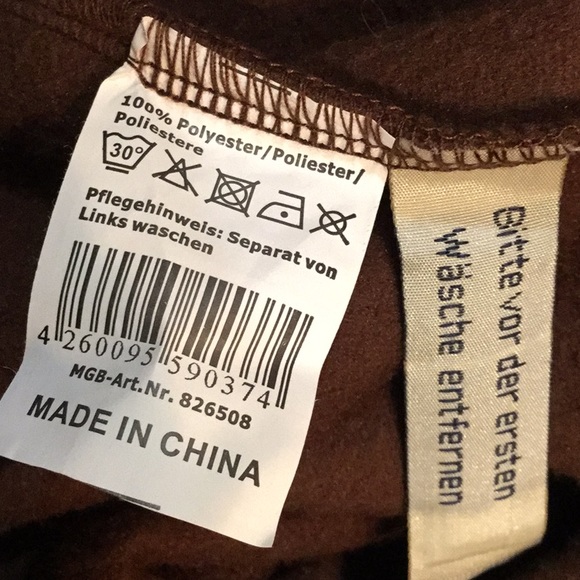 100% Polyester/Poliester/
Poliestere
30°
Pflegehinweis: Separat von
Links waschen
4 260095 590374
MGB-Art.Nr. 826508
MADE IN CHINA
Bitte vor der ersten
Wäsche entfernen